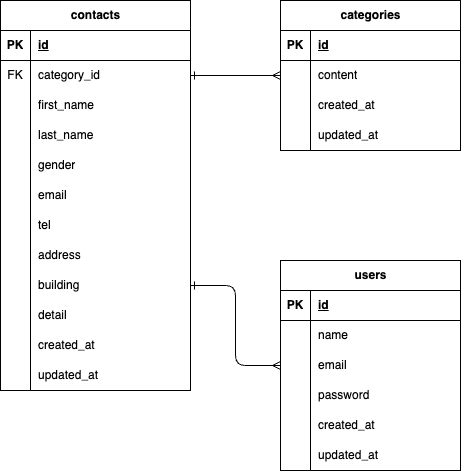 contacts
PK id
FK category_id
first_name
last_name
gender
email
tel
address
building
detail
created_at
updated_at
categories
PK id
content
created_at
updated_at
users
PK id
name
email
password
created_at
updated_at